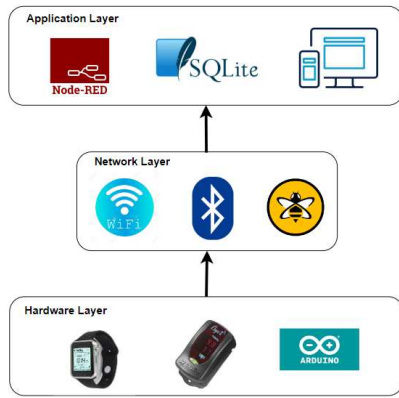 Application Layer
Node-RED
SQLite
Network Layer
WiFi
Hardware Layer
ARDUINO